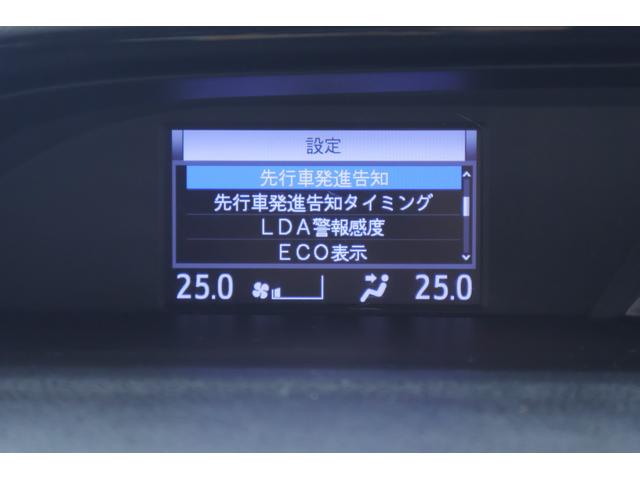 設定
先行車発進告知
先行車発進告知タイミング
ＬＤＡ警報感度
ＥＣＯ表示
25.0 25.0